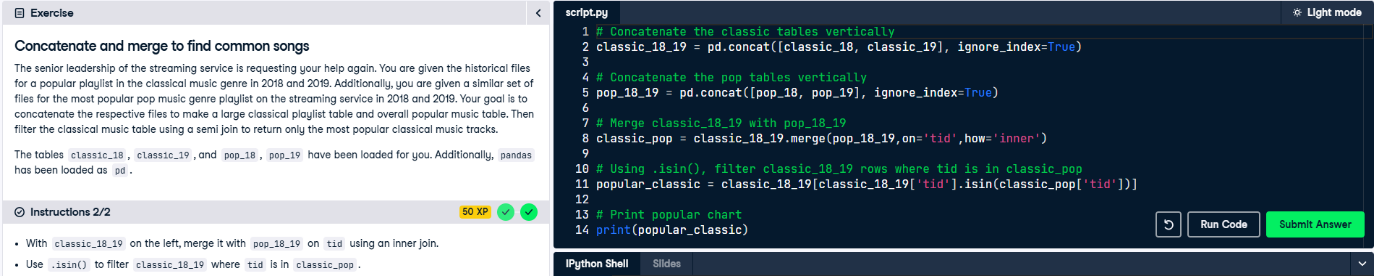 Exercise
Concatenate and merge to find common songs
The senior leadership of the streaming service is requesting your help again. You are given the historical files
for a popular playlist in the classical music genre in 2018 and 2019. Additionally, you are given a similar set of
files for the most popular pop music genre playlist on the streaming service in 2018 and 2019. Your goal is to
concatenate the respective files to make a large classical playlist table and overall popular music table. Then
filter the classical music table using a semi join to return only the most popular classical music tracks.
The tables classic_18 , classic_19 , and pop_18 , pop_19 have been loaded for you. Additionally, pandas
has been loaded as pd .
Instructions 2/2
50 XP
• With classic_18_19 on the left, merge it with pop_18_19 on tid using an inner join.
• Use .isin() to filter classic_18_19 where tid is in classic_pop .
script.py
Light mode
1 # Concatenate the classic tables vertically
2 classic_18_19 = pd.concat([classic_18, classic_19], ignore_index=True)
3
4 # Concatenate the pop tables vertically
5 pop_18_19 = pd.concat([pop_18, pop_19], ignore_index=True)
6
7 # Merge classic_18_19 with pop_18_19
8 classic_pop = classic_18_19.merge(pop_18_19,on='tid',how='inner')
9
10 # Using .isin(), filter classic_18_19 rows where tid is in classic_pop
11 popular_classic = classic_18_19[classic_18_19['tid'].isin(classic_pop['tid'])]
12
13 # Print popular chart
14 print(popular_classic)
Run Code
Submit Answer
IPython Shell
Slides